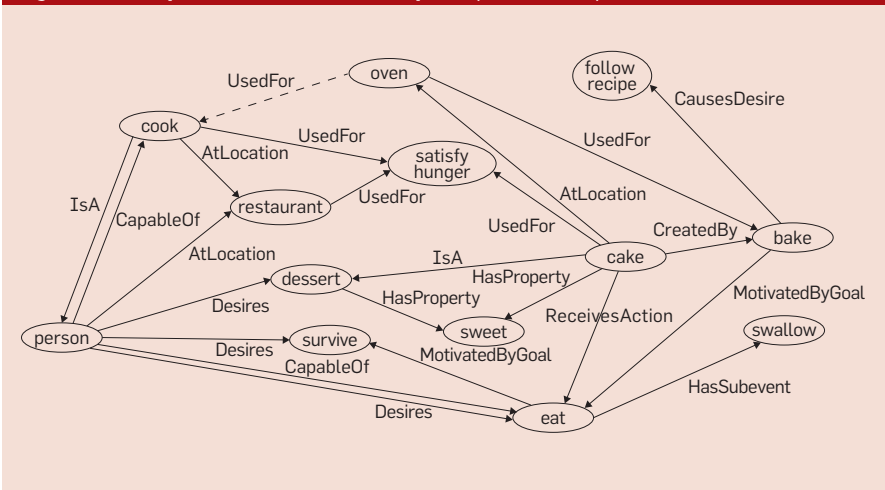 UsedFor
oven
follow
recipe
CausesDesire
cook
UsedFor
UsedFor
AtLocation
satisfy
hunger
IsA
CapableOf
restaurant
UsedFor
AtLocation
UsedFor
CreatedBy
bake
AtLocation
IsA
cake
dessert
HasProperty
HasProperty
Desires
MotivatedByGoal
person
survive
sweet
ReceivesAction
swallow
Desires
MotivatedByGoal
CapableOf
HasSubevent
Desires
eat